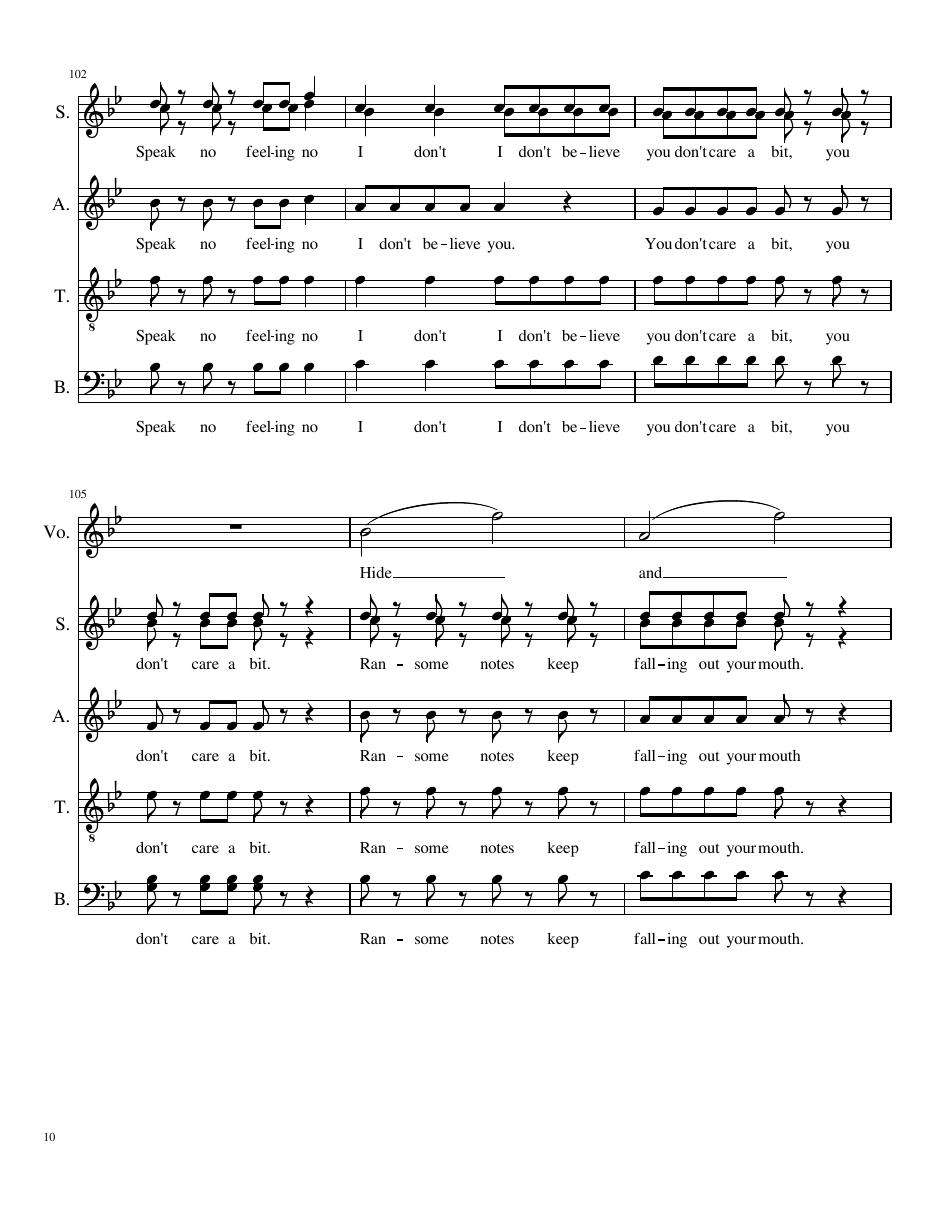 102
S.
Speak no feel-ing no I don't I don't be-lieve you don't care a bit, you
A.
Speak no feel-ing no I don't be-lieve you. You don't care a bit, you
T.
8
Speak no feel-ing no I don't I don't be-lieve you don't care a bit, you
B.
Speak no feel-ing no I don't I don't be-lieve you don't care a bit, you
105
Vo.
Hide and
S.
don't care a bit. Ran - some notes keep fall-ing out your mouth.
A.
don't care a bit. Ran - some notes keep fall-ing out your mouth
T.
8
don't care a bit. Ran - some notes keep fall-ing out your mouth.
B.
don't care a bit. Ran - some notes keep fall-ing out your mouth.
10